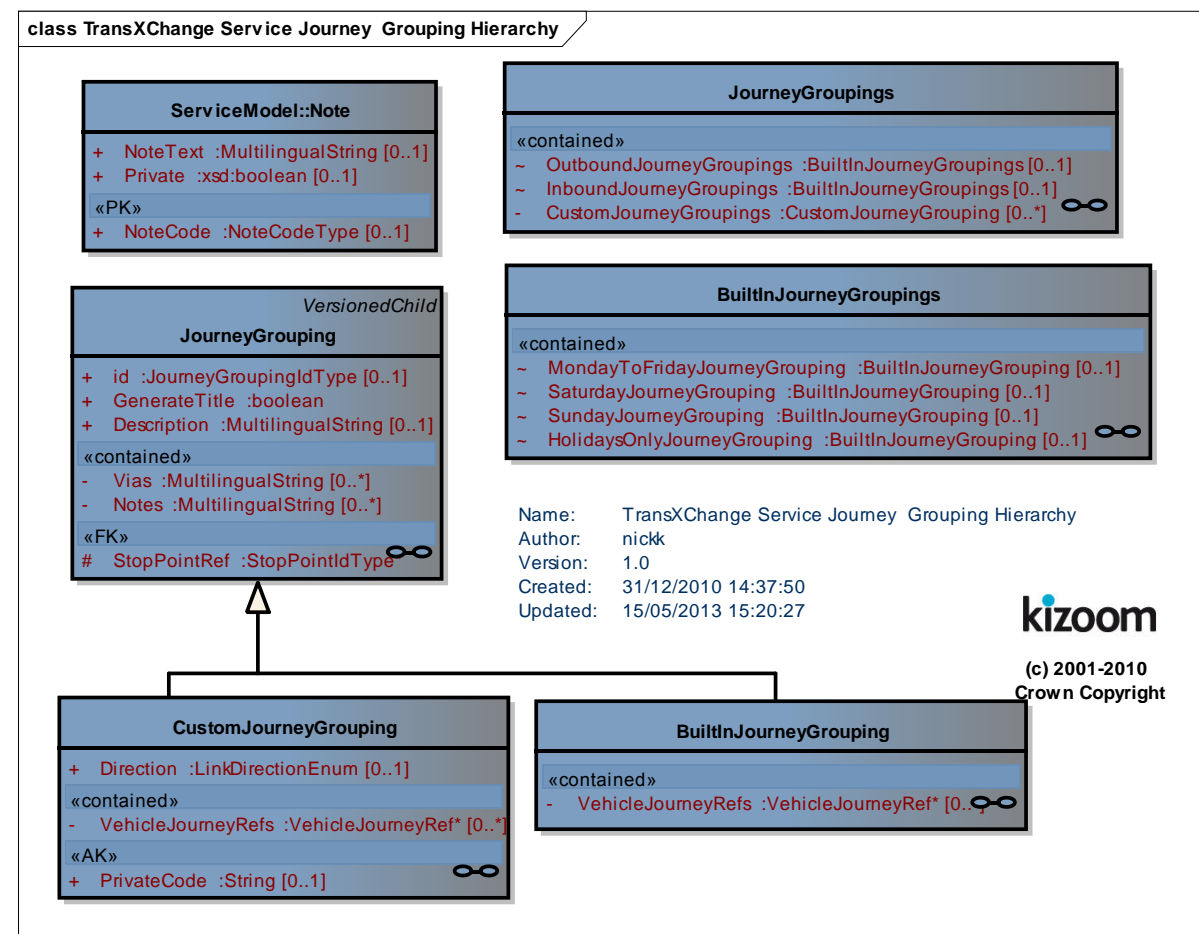 class TransXChange Service Journey Grouping Hierarchy
ServiceModel::Note
+ NoteText :MultilingualString [0..1]
+ Private :xsd:boolean [0..1]
«PK»
+ NoteCode :NoteCodeType [0..1]
JourneyGroupings
«contained»
~ OutboundJourneyGroupings :BuiltInJourneyGroupings [0..1]
~ InboundJourneyGroupings :BuiltInJourneyGroupings [0..1]
- CustomJourneyGroupings :CustomJourneyGrouping [0..*]
VersionedChild
JourneyGrouping
+ id :JourneyGroupingIdType [0..1]
+ GenerateTitle :boolean
+ Description :MultilingualString [0..1]
«contained»
- Vias :MultilingualString [0..*]
- Notes :MultilingualString [0..*]
«FK»
# StopPointRef :StopPointIdType
BuiltInJourneyGroupings
«contained»
~ MondayToFridayJourneyGrouping :BuiltInJourneyGrouping [0..1]
~ SaturdayJourneyGrouping :BuiltInJourneyGrouping [0..1]
~ SundayJourneyGrouping :BuiltInJourneyGrouping [0..1]
~ HolidaysOnlyJourneyGrouping :BuiltInJourneyGrouping [0..1]
Name: TransXChange Service Journey Grouping Hierarchy
Author: nickk
Version: 1.0
Created: 31/12/2010 14:37:50
Updated: 15/05/2013 15:20:27
kizoom
(c) 2001-2010
Crown Copyright
CustomJourneyGrouping
+ Direction :LinkDirectionEnum [0..1]
«contained»
- VehicleJourneyRefs :VehicleJourneyRef* [0..*]
«AK»
+ PrivateCode :String [0..1]
BuiltInJourneyGrouping
«contained»
- VehicleJourneyRefs :VehicleJourneyRef*